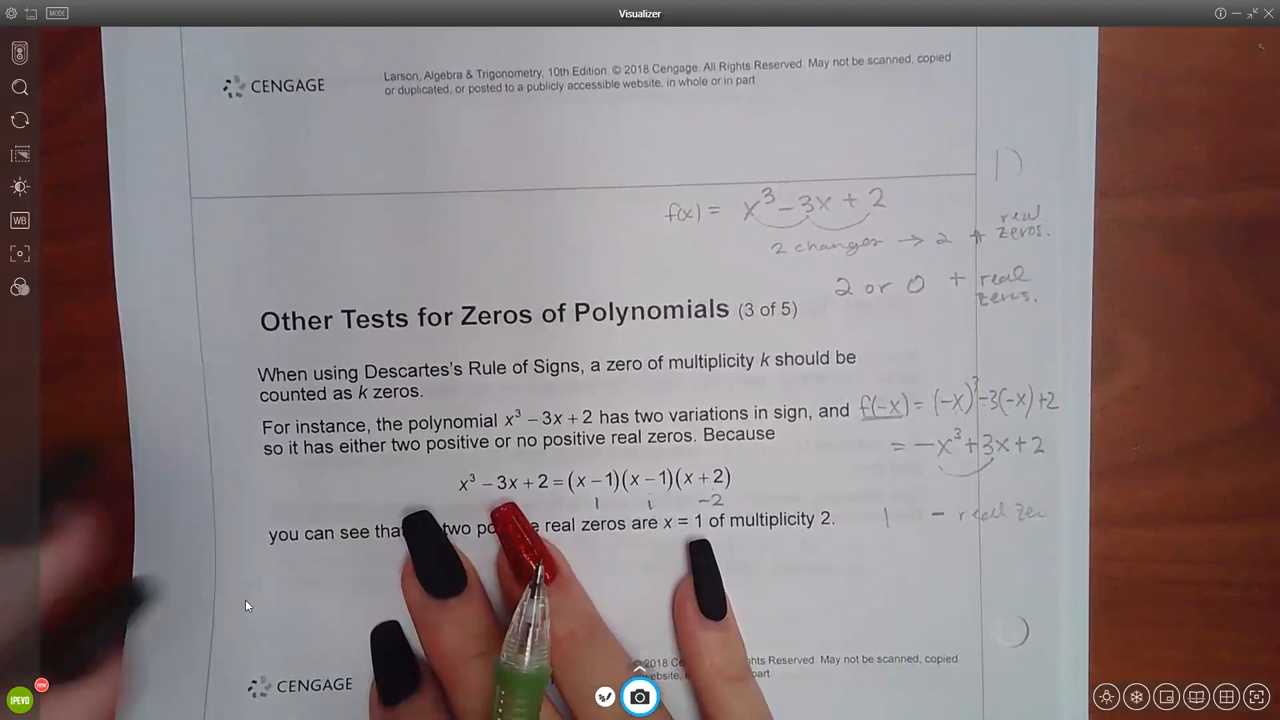 MODE
Visualizer
CENGAGE
Larson, Algebra & Trigonometry, 10th Edition. © 2018 Cengage. All Rights Reserved. May not be scanned, copied
or duplicated, or posted to a publicly accessible website, in whole or in part
f(x) = x³ - 3x + 2
2 changes → 2 + real zeros.
2 or 0 + real zeros.
Other Tests for Zeros of Polynomials (3 of 5)
When using Descartes's Rule of Signs, a zero of multiplicity k should be
counted as k zeros.
For instance, the polynomial x³ − 3x + 2 has two variations in sign, and
f(-x) = (-x)³ -3(-x) +2
so it has either two positive or no positive real zeros. Because
= -x³ + 3x + 2
x³ − 3x + 2 = (x − 1)(x − 1)(x + 2)
1 1 -2
you can see two real zeros are x = 1 of multiplicity 2.
1 - real
WB
2018 Rights Reserved. May not be scanned, copied
part
CENGAGE
IPEVO
new